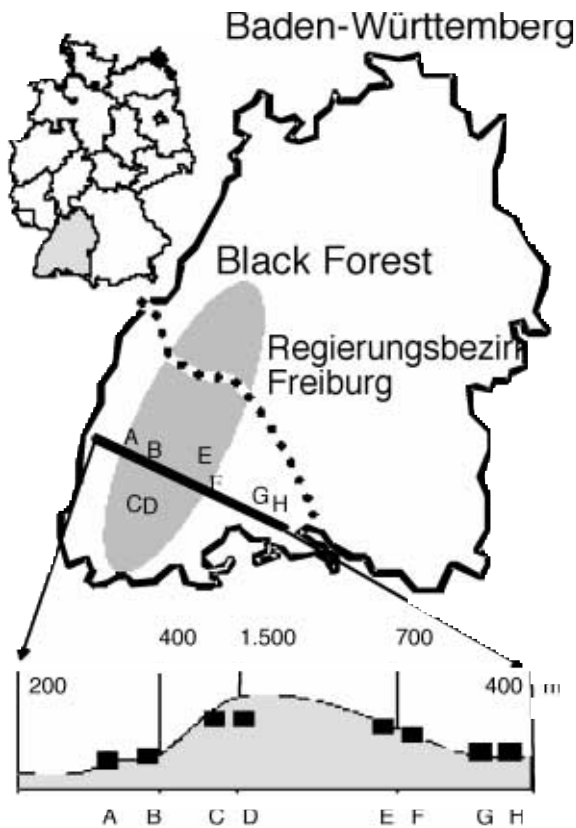 Baden-Württemberg
Black Forest
Regierungsbezirk
Freiburg
A
B
E
F
C D
G H
400 1.500 700
200 400 m
A B C D E F G H